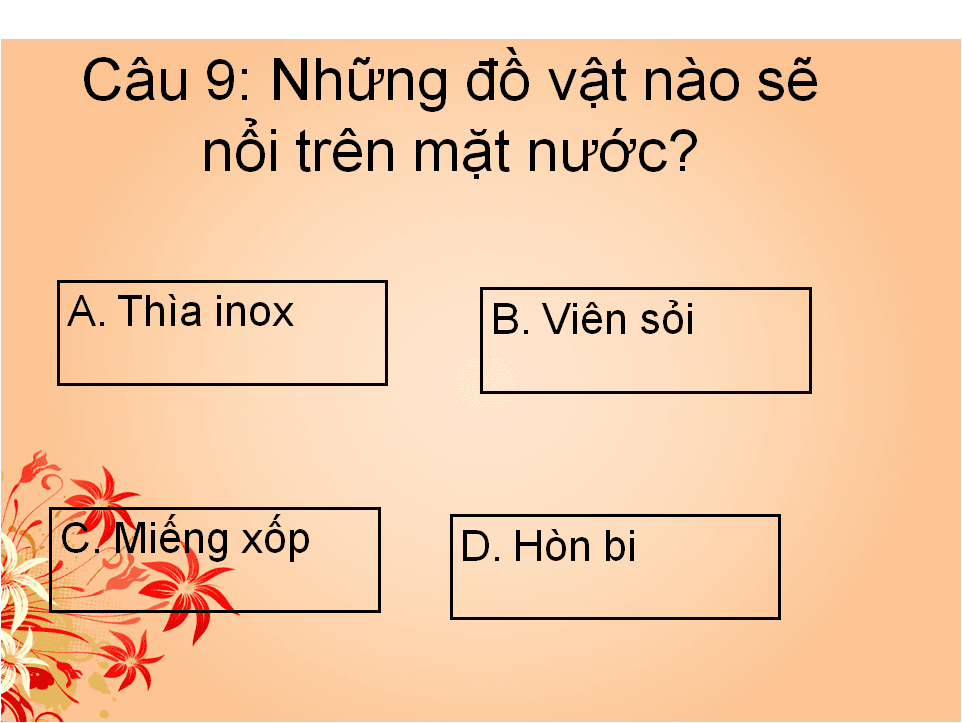 Câu 9: Những đồ vật nào sẽ
nổi trên mặt nước?
A. Thìa inox
B. Viên sỏi
C. Miếng xốp
D. Hòn bi